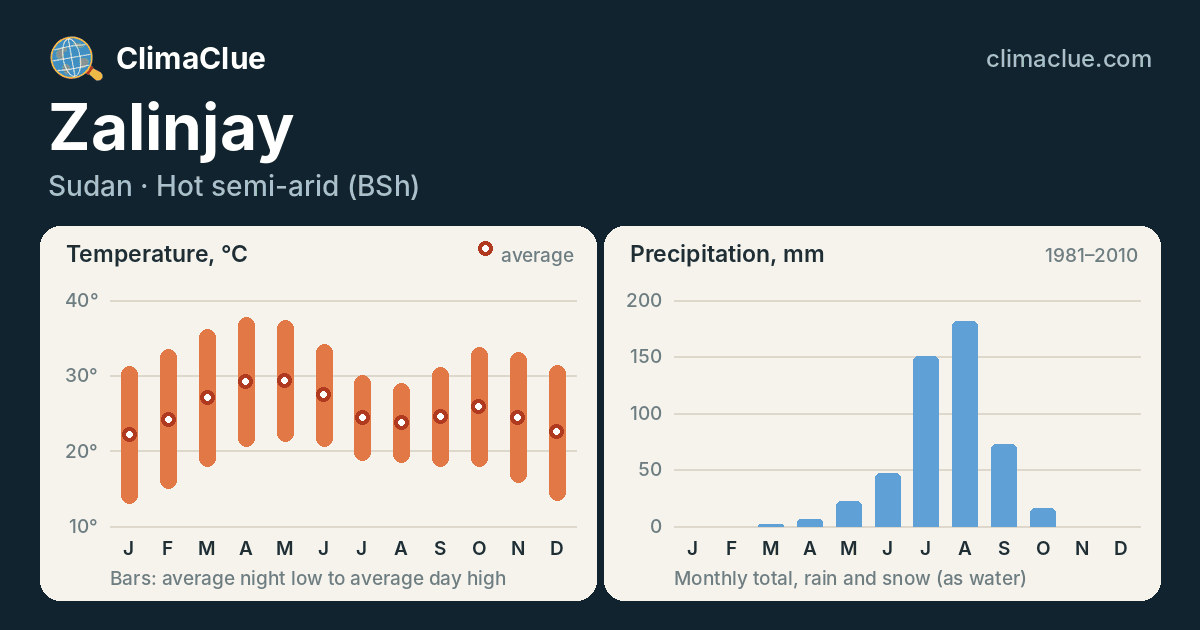 ClimaClue
climaclue.com
Zalinjay
Sudan · Hot semi-arid (BSh)
Temperature, °C
average
40°
30°
20°
10°
J F M A M J J A S O N D
Bars: average night low to average day high
Precipitation, mm
1981–2010
200
150
100
50
0
J F M A M J J A S O N D
Monthly total, rain and snow (as water)